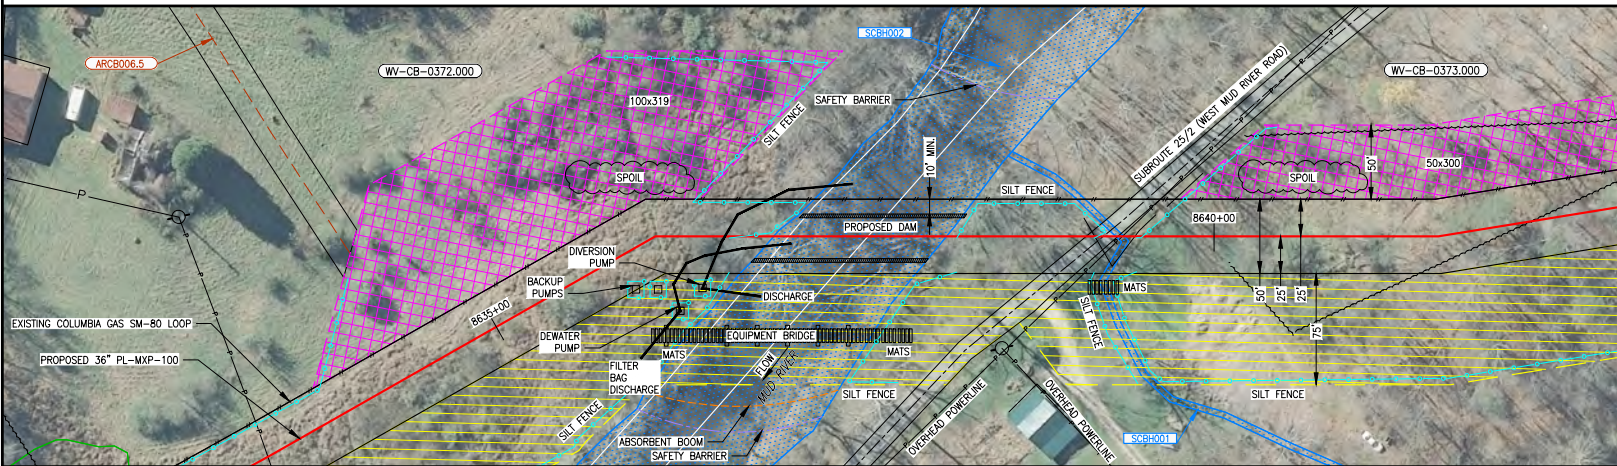 ARCB006.5
WV-CB-0372.000
100x319
SPOIL
SILT FENCE
SCBH002
SAFETY BARRIER
10' MIN.
SILT FENCE
SUBROUTE 25/2 (WEST MUD RIVER ROAD)
WV-CB-0373.000
50'
50x300
SPOIL
8640+00
P
PROPOSED DAM
DIVERSION
PUMP
BACKUP
PUMPS
DISCHARGE
8635+00
EXISTING COLUMBIA GAS SM-80 LOOP
PROPOSED 36" PL-MXP-100
DEWATER
PUMP
EQUIPMENT BRIDGE
MATS
MATS
FILTER
BAG
DISCHARGE
FLOW
MUD RIVER
MATS
SILT FENCE
50'
25'
25'
75'
SILT FENCE
SILT FENCE
SILT FENCE
ABSORBENT BOOM
SAFETY BARRIER
OVERHEAD POWERLINE
OVERHEAD POWERLINE
SCBH001